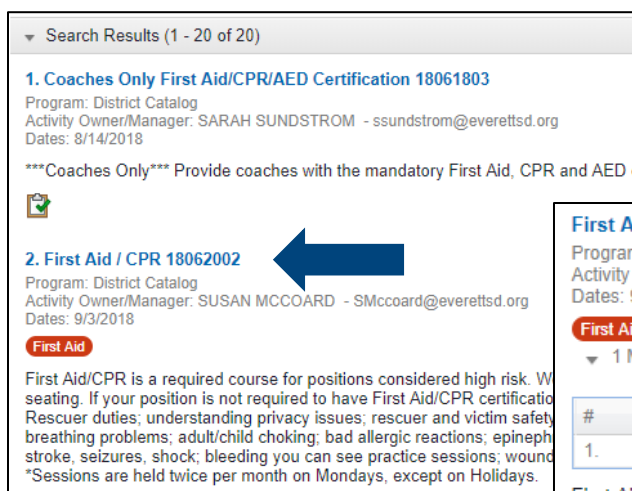 Search Results (1 - 20 of 20)
1. Coaches Only First Aid/CPR/AED Certification 18061803
Program: District Catalog
Activity Owner/Manager: SARAH SUNDSTROM - ssundstrom@everettsd.org
Dates: 8/14/2018
***Coaches Only*** Provide coaches with the mandatory First Aid, CPR and AED
2. First Aid / CPR 18062002
Program: District Catalog
Activity Owner/Manager: SUSAN MCCOARD - SMccoard@everettsd.org
Dates: 9/3/2018
First Aid
First Aid/CPR is a required course for positions considered high risk.
seating. If your position is not required to have First Aid/CPR
Rescuer duties; understanding privacy issues; rescuer and victim safety
breathing problems; adult/child choking; bad allergic reactions;
stroke, seizures, shock; bleeding you can see practice sessions;
*Sessions are held twice per month on Mondays, except on Holidays.
First
Activity
Dates:
First
1
#
1.